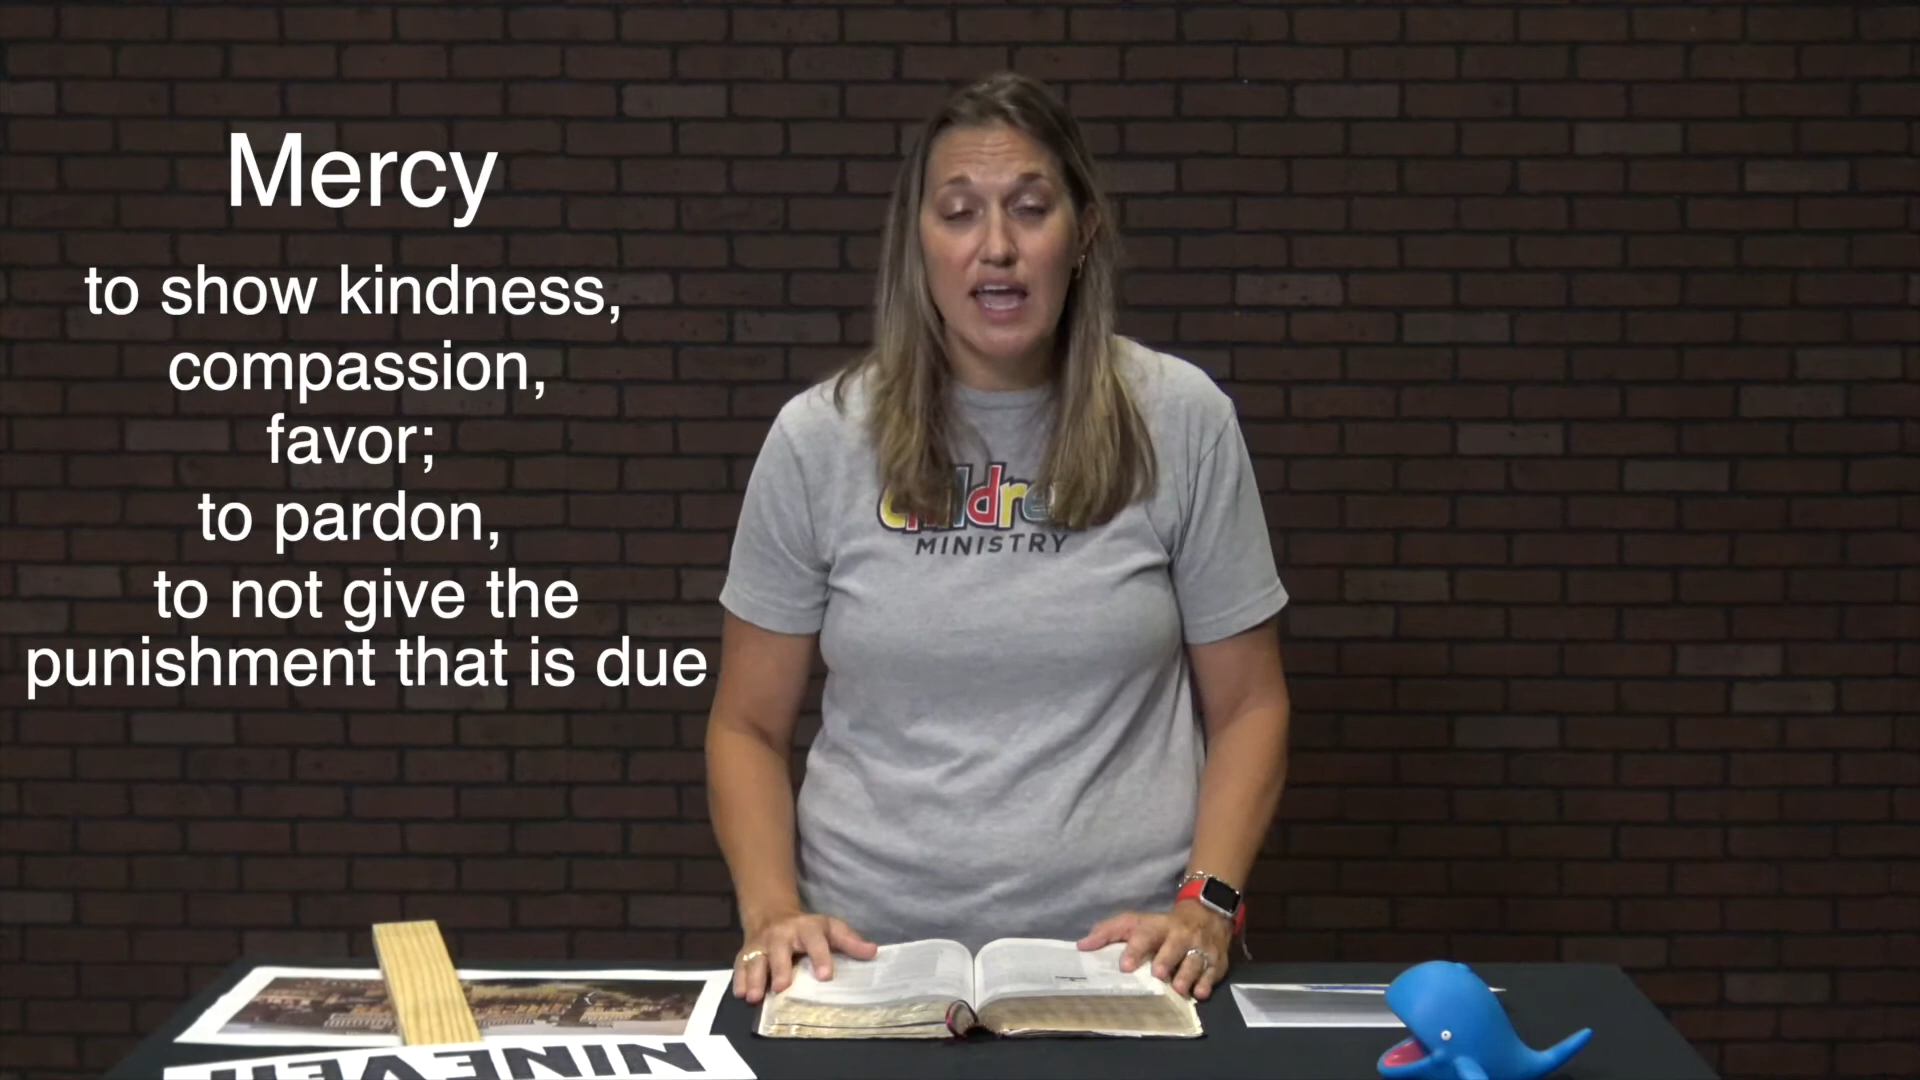 Mercy
to show kindness,
compassion,
favor;
to pardon,
to not give the
punishment that is due
MINISTRY